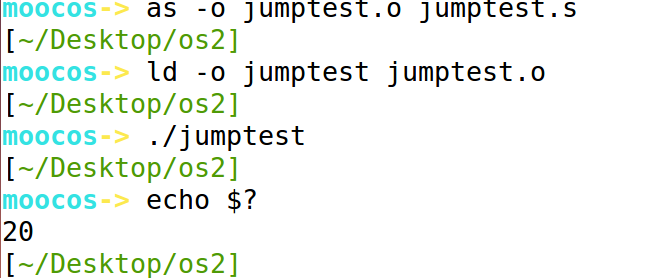 moocos-> as -o jumptest.o jumptest.s
[~/Desktop/os2]
moocos-> ld -o jumptest jumptest.o
[~/Desktop/os2]
moocos-> ./jumptest
[~/Desktop/os2]
moocos-> echo $?
20
[~/Desktop/os2]